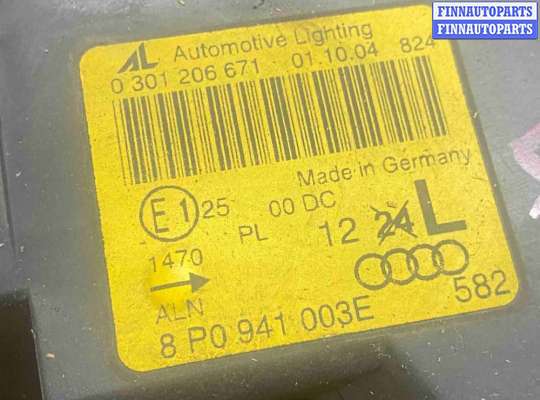 FINNAUTOPARTS
FINNAUTOPARTS
AL Automotive Lighting
0 301 206 671 01.10.04 824
Made in Germany
E1 25 00 DC
PL 12 24 L
1470
ALN
582
8 P0 941 003E